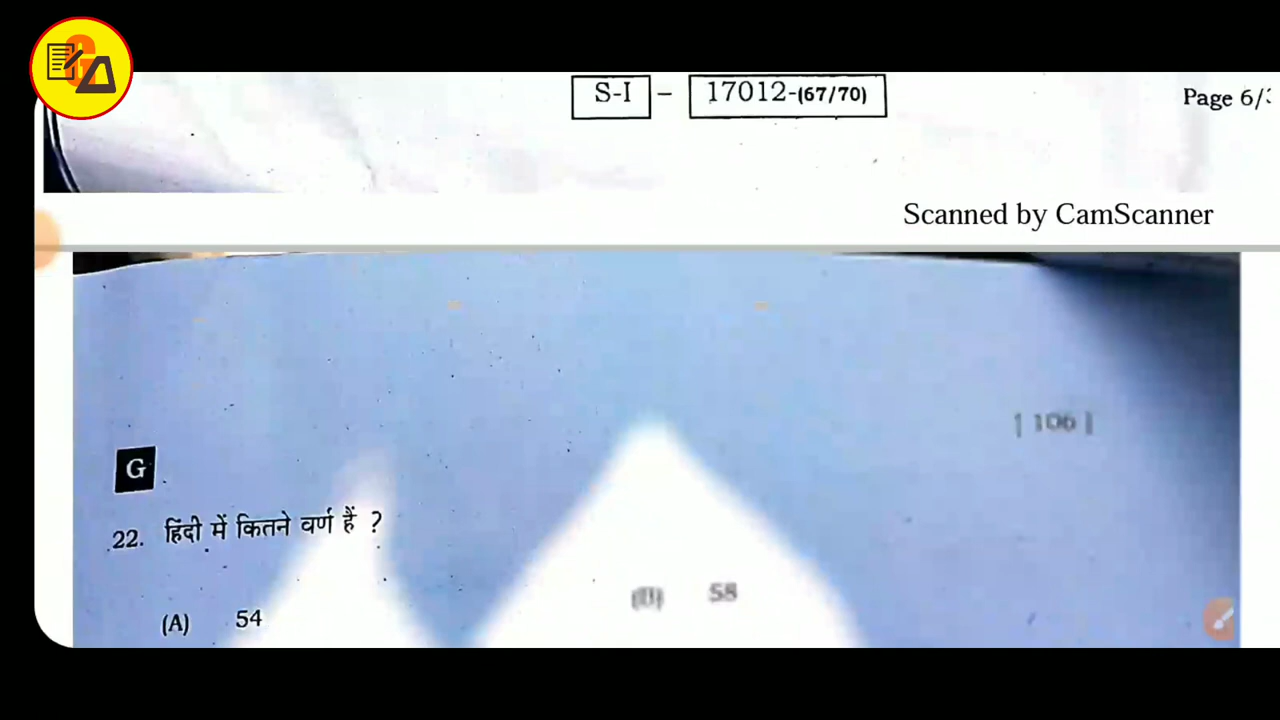 S-I - 17012-(67/70)
Page 6/
Scanned by CamScanner
[ 106 ]
G
22. हिंदी में कितने वर्ण हैं ?
(A) 54
(B) 58